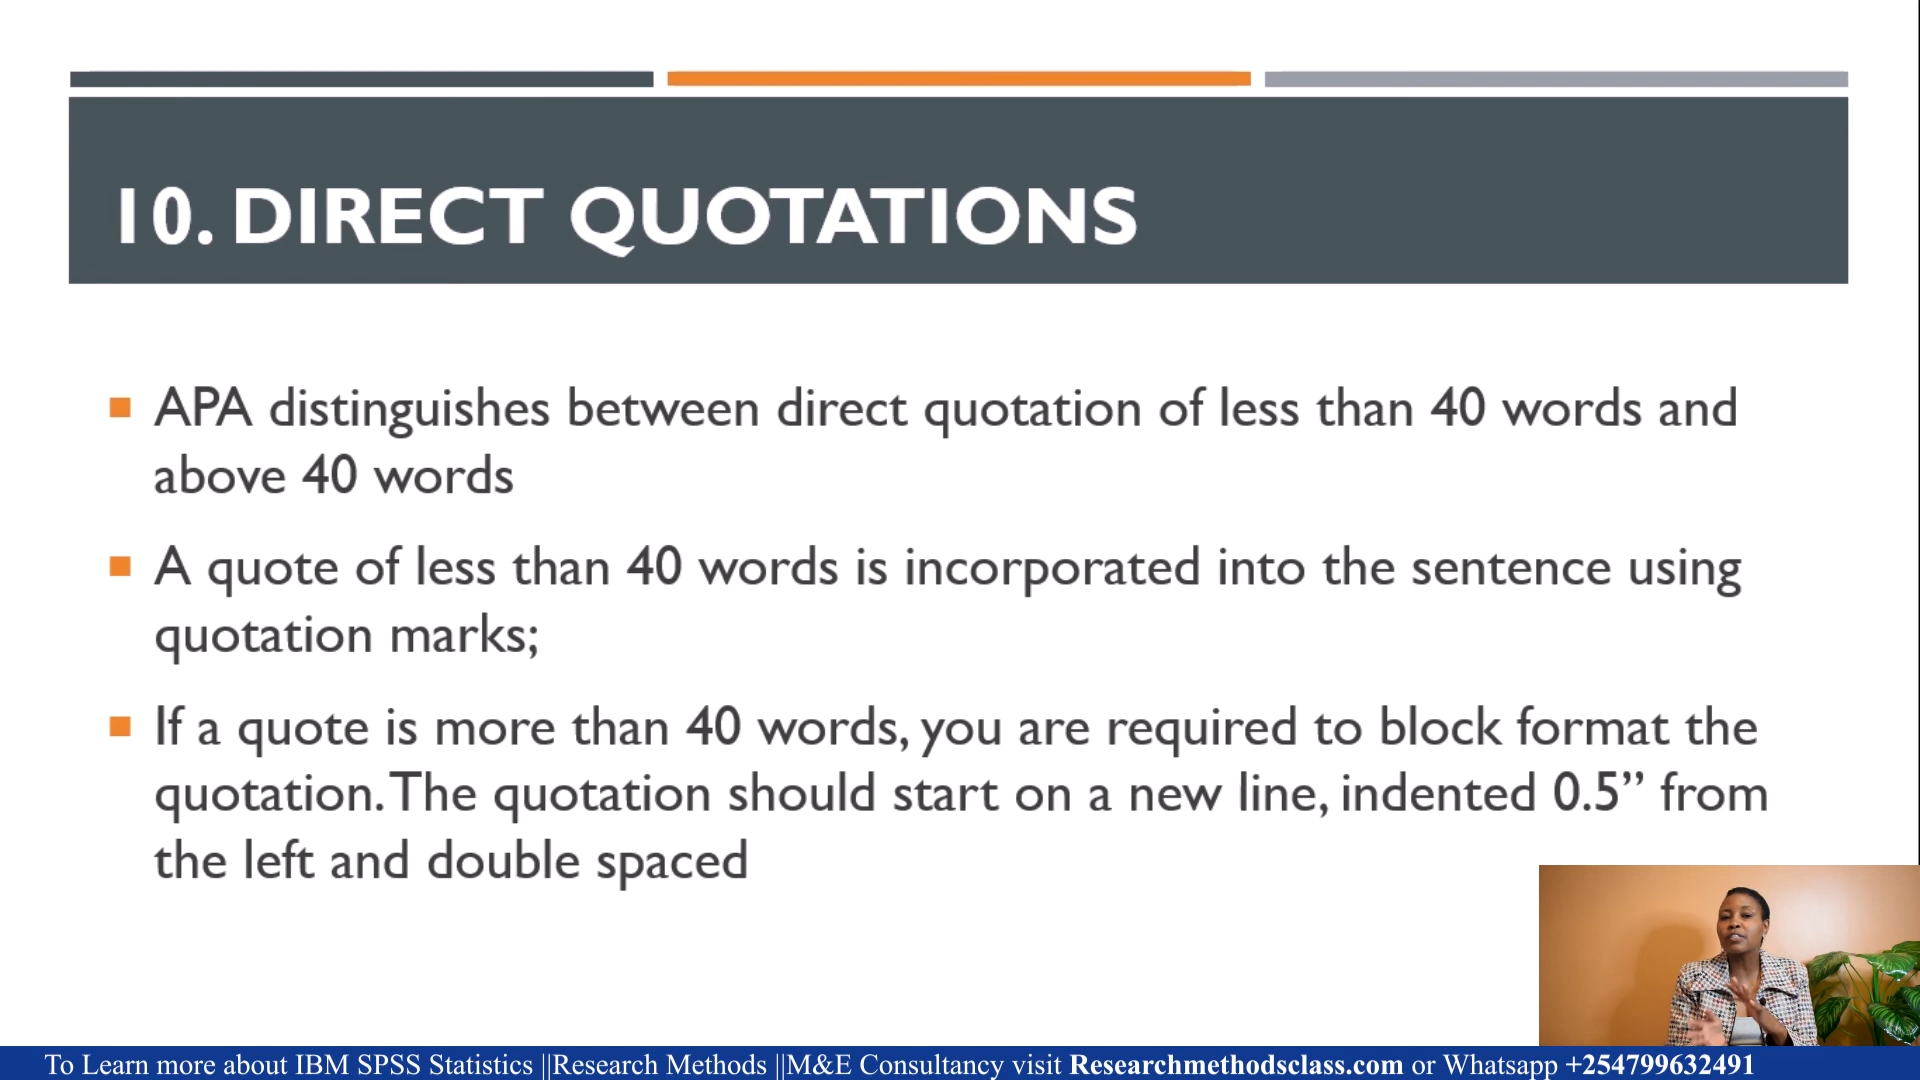 10. DIRECT QUOTATIONS
APA distinguishes between direct quotation of less than 40 words and
above 40 words
A quote of less than 40 words is incorporated into the sentence using
quotation marks;
If a quote is more than 40 words, you are required to block format the
quotation. The quotation should start on a new line, indented 0.5” from
the left and double spaced
To Learn more about IBM SPSS Statistics ||Research Methods ||M&E Consultancy visit Researchmethodsclass.com or Whatsapp +254799632491